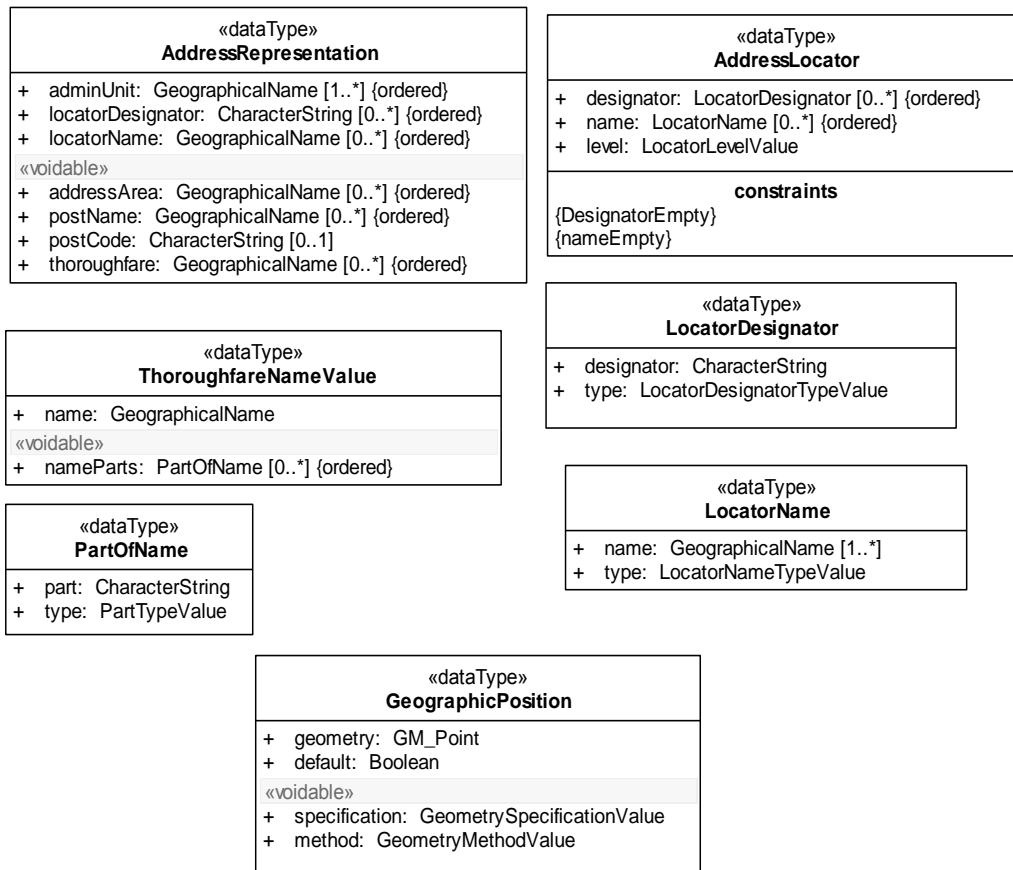 «dataType»
AddressRepresentation
+ adminUnit: GeographicalName [1..*] {ordered}
+ locatorDesignator: CharacterString [0..*] {ordered}
+ locatorName: GeographicalName [0..*] {ordered}
«voidable»
+ addressArea: GeographicalName [0..*] {ordered}
+ postName: GeographicalName [0..*] {ordered}
+ postCode: CharacterString [0..1]
+ thoroughfare: GeographicalName [0..*] {ordered}
«dataType»
AddressLocator
+ designator: LocatorDesignator [0..*] {ordered}
+ name: LocatorName [0..*] {ordered}
+ level: LocatorLevelValue
constraints
{DesignatorEmpty}
{nameEmpty}
«dataType»
ThoroughfareNameValue
+ name: GeographicalName
«voidable»
+ nameParts: PartOfName [0..*] {ordered}
«dataType»
LocatorDesignator
+ designator: CharacterString
+ type: LocatorDesignatorTypeValue
«dataType»
PartOfName
+ part: CharacterString
+ type: PartTypeValue
«dataType»
LocatorName
+ name: GeographicalName [1..*]
+ type: LocatorNameTypeValue
«dataType»
GeographicPosition
+ geometry: GM_Point
+ default: Boolean
«voidable»
+ specification: GeometrySpecificationValue
+ method: GeometryMethodValue